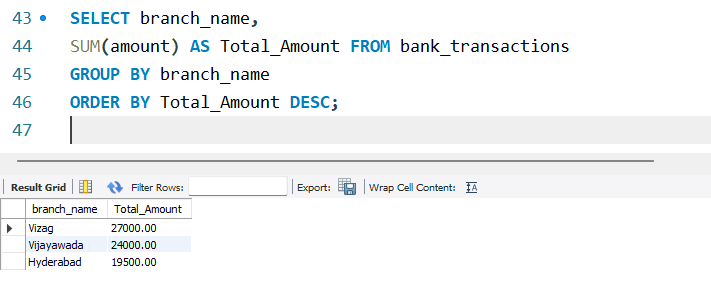 43 SELECT branch_name,
44 SUM(amount) AS Total_Amount FROM bank_transactions
45 GROUP BY branch_name
46 ORDER BY Total_Amount DESC;
47
Result Grid Filter Rows: Export: Wrap Cell Content: IA
branch_name Total_Amount
Vizag 27000.00
Vijayawada 24000.00
Hyderabad 19500.00